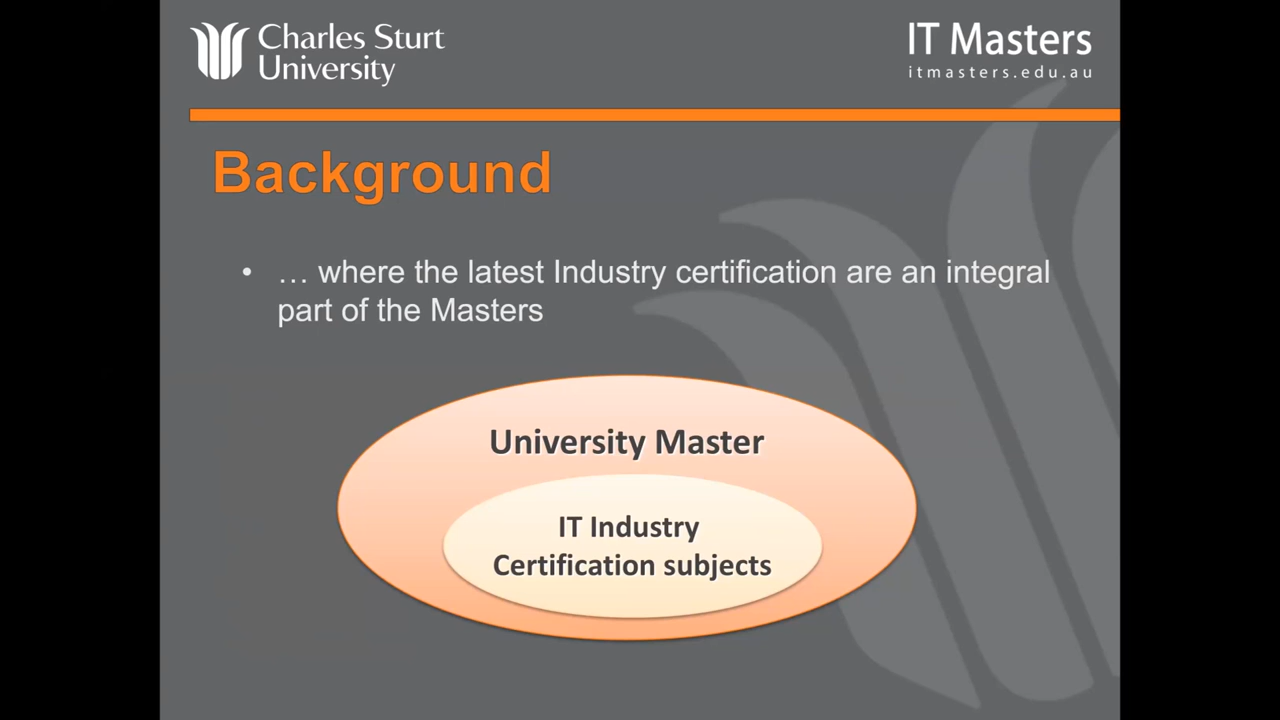 Charles Sturt
University
IT Masters
itmasters.edu.au
Background
• … where the latest Industry certification are an integral
part of the Masters
University Master
IT Industry
Certification subjects